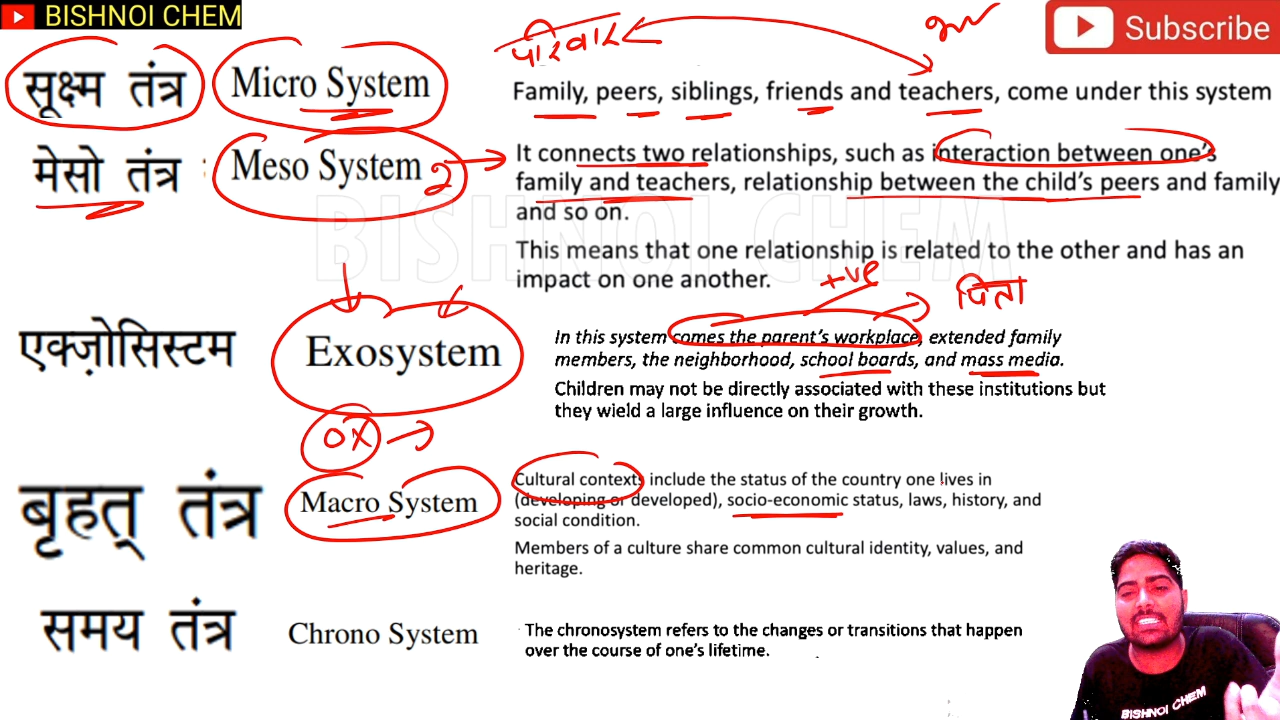 BISHNOI CHEM
Subscribe
परिवार
सूक्ष्म तंत्र Micro System
Family, peers, siblings, friends and teachers, come under this system
मेसो तंत्र Meso System 2
It connects two relationships, such as interaction between one's
family and teachers, relationship between the child's peers and family
and so on.
This means that one relationship is related to the other and has an
impact on one another.
BISHNOI CHEM
+ve
पिता
एक्ज़ोसिस्टम Exosystem
In this system comes the parent's workplace, extended family
members, the neighborhood, school boards, and mass media.
Children may not be directly associated with these institutions but
they wield a large influence on their growth.
OX
बृहत् तंत्र Macro System
Cultural contexts include the status of the country one lives in
(developing or developed), socio-economic status, laws, history, and
social condition.
Members of a culture share common cultural identity, values, and
heritage.
समय तंत्र Chrono System
The chronosystem refers to the changes or transitions that happen
over the course of one's lifetime.
BISHNOI CHEM